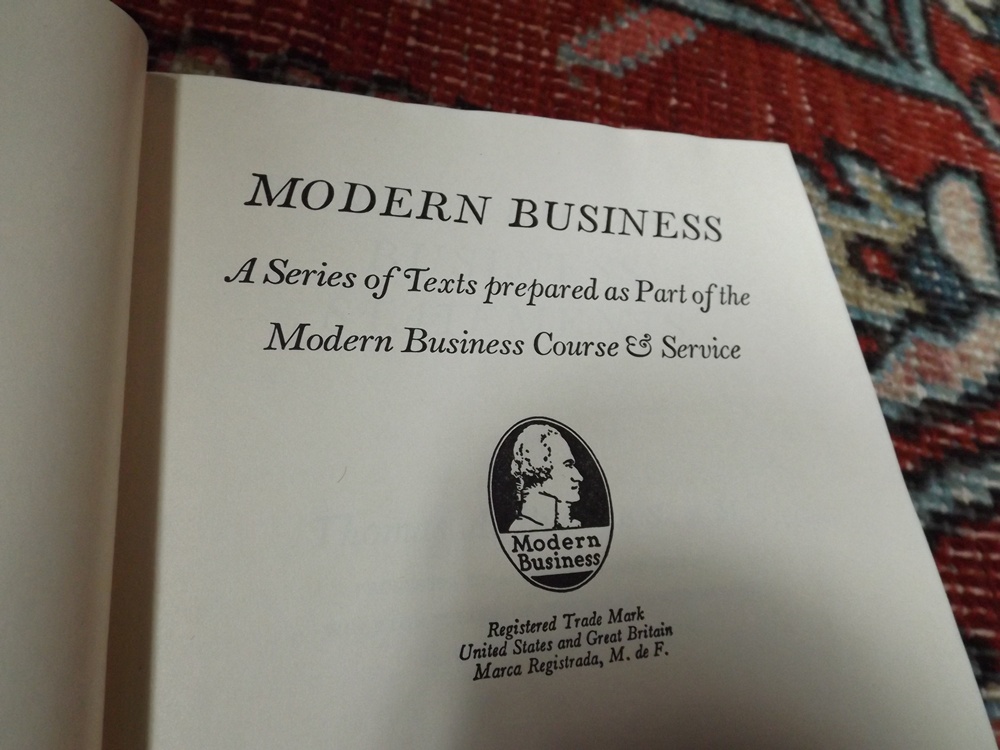 MODERN BUSINESS
A Series of Texts prepared as Part of the
Modern Business Course & Service
Modern
Business
Registered Trade Mark
United States and Great Britain
Marca Registrada, M. de F.